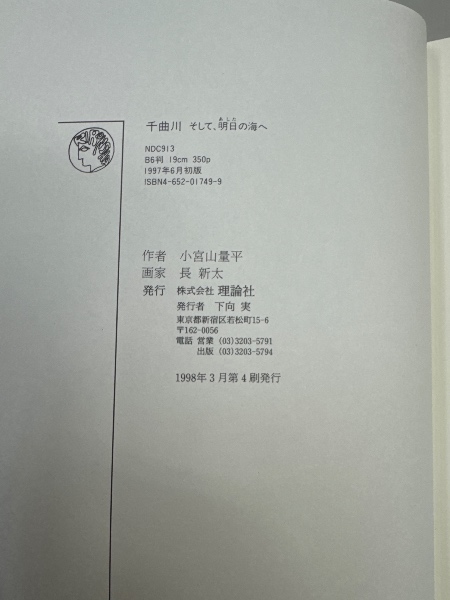 千曲川 そして、明日の海へ
あした
NDC913
B6判 19cm 350p
1997年6月初版
ISBN4-652-01749-9
作者 小宮山量平
画家 長 新太
発行 株式会社 理論社
発行者 下向 実
東京都新宿区若松町15-6
〒162-0056
電話 営業 (03)3203-5791
出版 (03)3203-5794
1998年3月第4刷発行